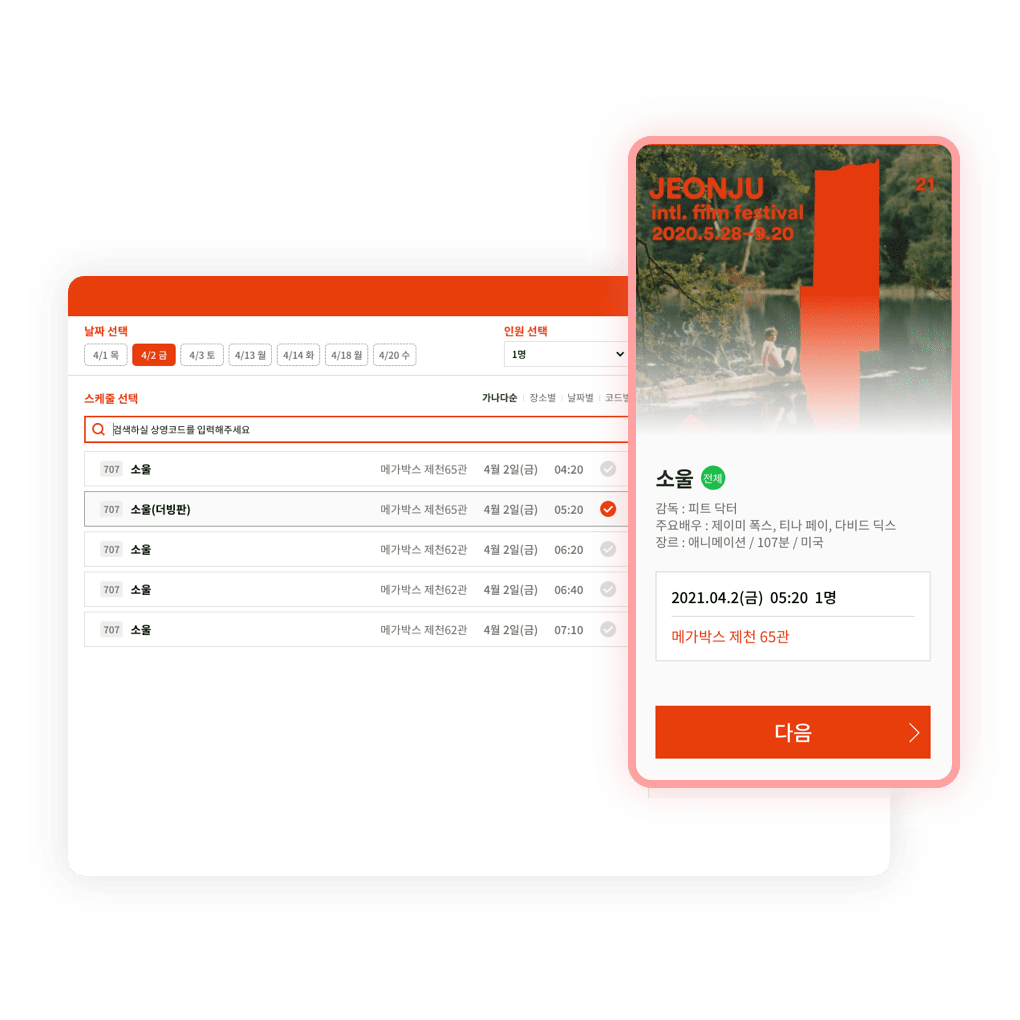 날짜 선택
4/1 목
4/2 금
4/3 토
4/13 월
4/14 화
4/18 월
4/20 수
인원 선택
1명
스케줄 선택
가나다순 장소별 날짜별
검색하실 상영코드를 입력해주세요
707 소울 메가박스 제천65관 4월 2일(금) 04:20
707 소울(더빙판) 메가박스 제천65관 4월 2일(금) 05:20
707 소울 메가박스 제천62관 4월 2일(금) 06:20
707 소울 메가박스 제천62관 4월 2일(금) 06:40
707 소울 메가박스 제천62관 4월 2일(금) 07:10
JEONJU
intl. film festival
2020.5.28–9.20
21
소울 전체
감독 : 피트 닥터
주요배우 : 제이미 폭스, 티나 페이, 다비드 딕스
장르 : 애니메이션 / 107분 / 미국
2021.04.2(금) 05:20 1명
메가박스 제천 65관
다음